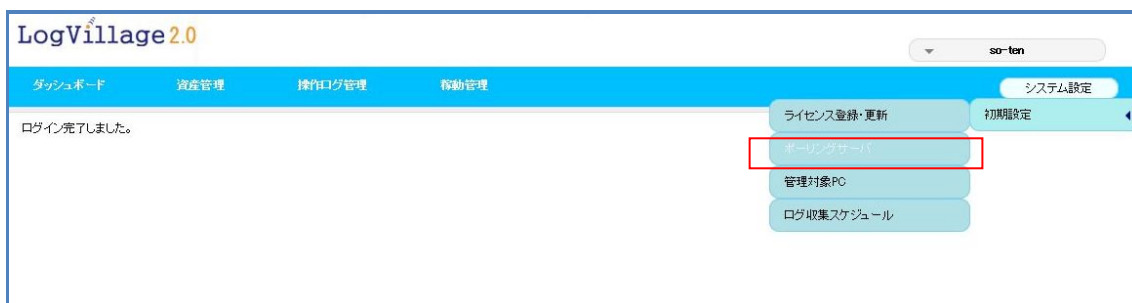 LogVillage 2.0
so-ten
ダッシュボード 資産管理 操作ログ管理 稼動管理 システム設定
ログイン完了しました。
ライセンス登録・更新 初期設定
ポーリングサーバ
管理対象PC
ログ収集スケジュール